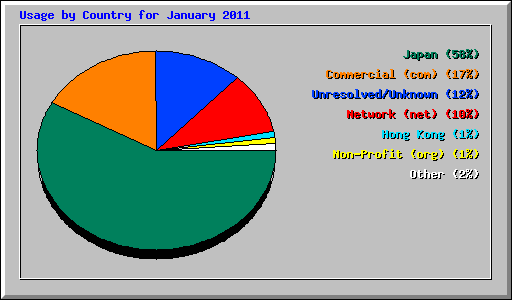 Usage by Country for January 2011
Japan (58%)
Commercial (com) (17%)
Unresolved/Unknown (12%)
Network (net) (10%)
Hong Kong (1%)
Non-Profit (org) (1%)
Other (2%)